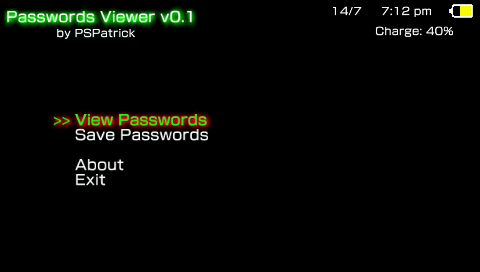 Passwords Viewer v0.1
by PSPatrick
14/7 7:12 pm
Charge: 40%
>> View Passwords
Save Passwords
About
Exit